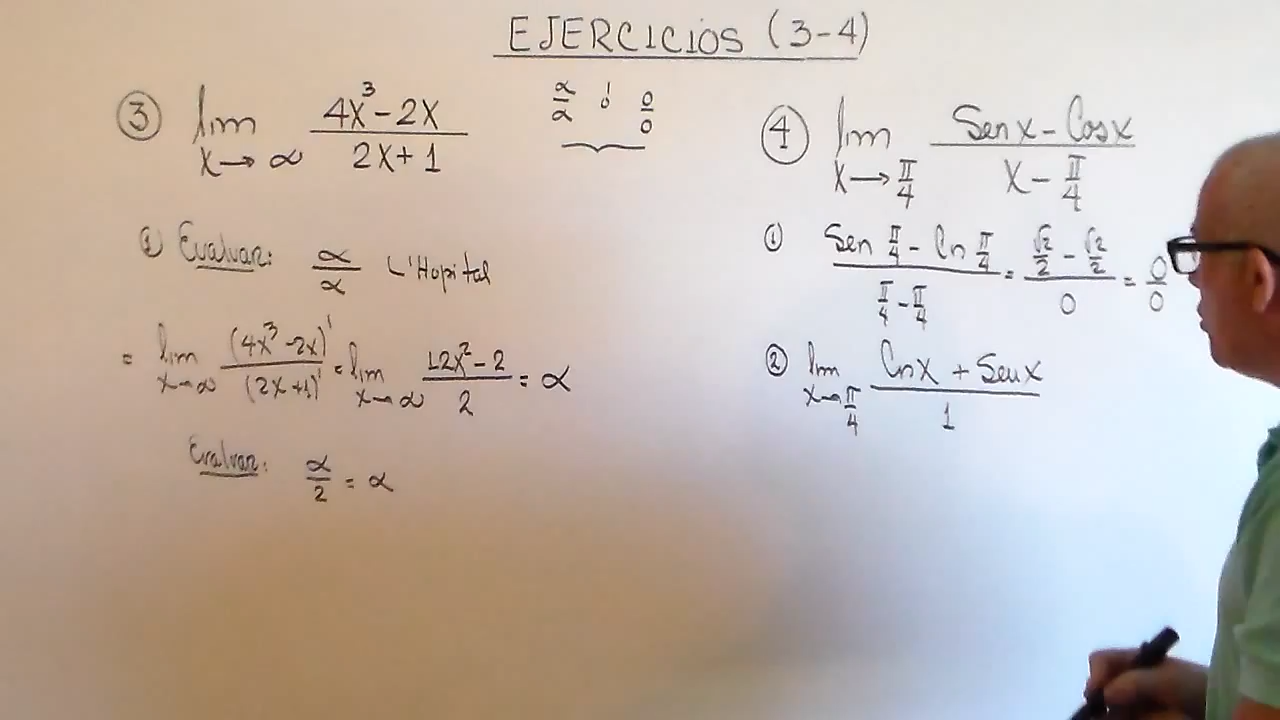 EJERCICIOS (3-4)
③ lim x→∞ (4x³-2x)/(2x+1)
∝/∝ ó 0/0
① Evaluar: ∝/∝ L'Hopital
= lim x→∞ (4x³-2x)'/(2x+1)' = lim x→∞ (12x²-2)/2 = ∝
Evaluar: ∝/2 = ∝
④ lim x→π/4 (Sen x - Cos x)/(x - π/4)
① (Sen π/4 - Cos π/4)/(π/4 - π/4) = (√2/2 - √2/2)/0 = 0/0
② lim x→π/4 (Cos x + Sen x)/1